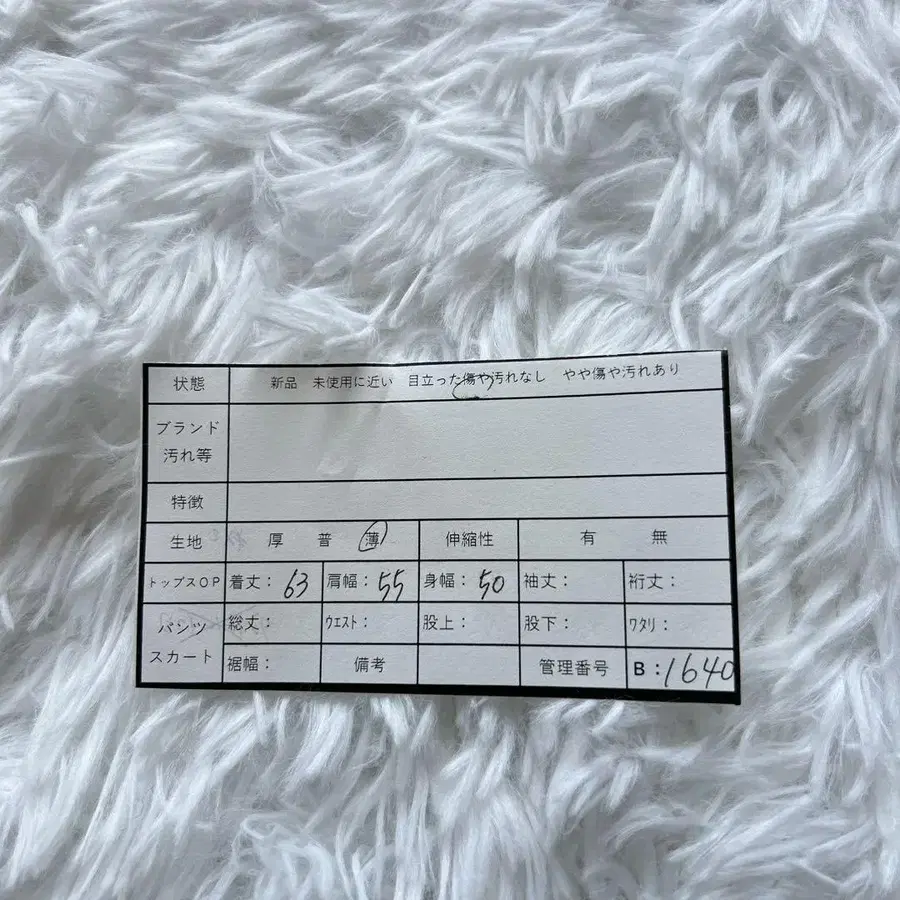 状態 新品 未使用に近い 目立った傷や汚れなし やや傷や汚れあり
ブランド
汚れ等
特徴
生地 厚 普 薄 伸縮性 有 無
トップスOP 着丈：63 肩幅：55 身幅：50 袖丈： 裄丈：
パンツ 総丈： ｳｴｽﾄ： 股上： 股下： ﾜﾀﾘ：
スカート 裾幅： 備考 管理番号 B：1640